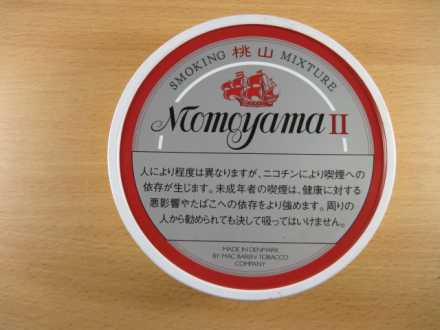 SMOKING 桃山 MIXTURE
Momoyama II
人により程度は異なりますが、ニコチンにより喫煙への
依存が生じます。未成年者の喫煙は、健康に対する
悪影響やたばこへの依存をより強めます。周りの
人から勧められても決して吸ってはいけません。
MADE IN DENMARK
BY MAC BAREN TOBACCO
COMPANY